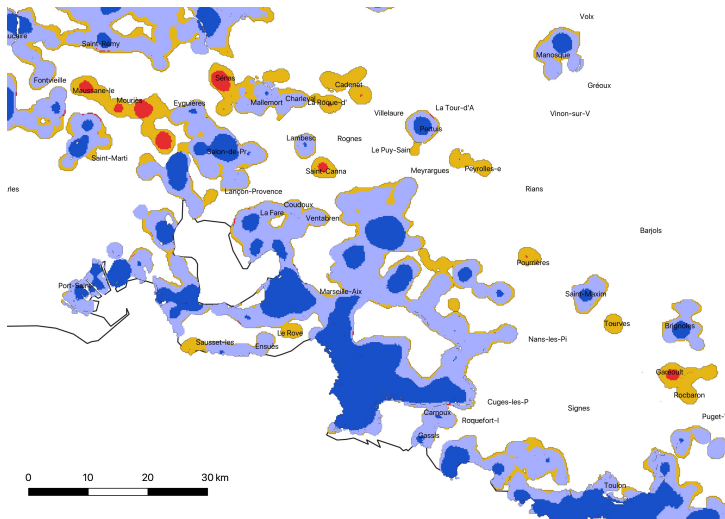 Volx
ucaire
Saint-Rémy
Manosque
Fontvieille
Sénas
Cadenet
Gréoux
Maussane-le
Mouriès
Eyguières
Mallemort
Charleval
La Roque-d'
Villelaure
La Tour-d'A
Vinon-sur-V
Pertuis
Lambesc
Rognes
Saint-Marti
Salon-de-Pr
Le Puy-Sain
Saint-Canna
Meyrargues
Peyrolles-e
rles
Lançon-Provence
Rians
Coudoux
La Fare
Ventabren
Barjols
Pourrières
Port-Saint
Marseille-Aix
Saint-Maxim
Tourves
Brignoles
Le Rove
Sausset-les
Ensuès
Nans-les-Pi
Garéoult
Rocbaron
Cuges-les-P
Signes
Carnoux
Roquefort-l
Puget-
Cassis
0 10 20 30 km
Toulon